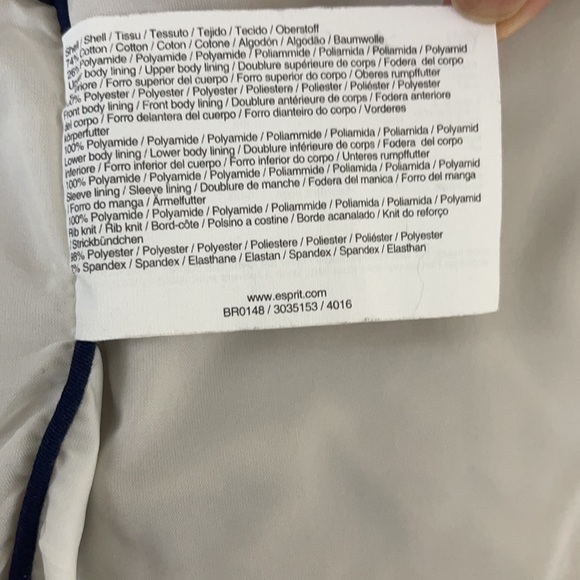 Shell / Shell / Tissu / Tessuto / Tejido / Tecido / Oberstoff
74% Cotton / Cotton / Coton / Cotone / Algodón / Algodão / Baumwolle
26% Polyamide / Polyamide / Polyamide / Poliammide / Poliamida / Poliamida / Polyamid
body lining / Upper body lining / Doublure supérieure de corps / Fodera del corpo
/ Forro superior del cuerpo / Forro superior do corpo / Oberes rumpffutter
Polyester / Polyester / Polyester / Poliestere / Poliester / Poliéster / Polyester
Front body lining / Front body lining / Doublure antérieure de corps / Fodera anteriore
del corpo / Forro delantera del cuerpo / Forro dianteiro do corpo / Vorderes
körperfutter
100% Polyamide / Polyamide / Polyamide / Poliammide / Poliamida / Poliamida / Polyamid
Lower body lining / Lower body lining / Doublure inférieure de corps / Fodera del corpo
inferiore / Forro inferior del cuerpo / Forro inferior do corpo / Unteres rumpffutter
100% Polyamide / Polyamide / Polyamide / Poliammide / Poliamida / Poliamida / Polyamid
Sleeve lining / Sleeve lining / Doublure de manche / Fodera del manica / Forro del manga
/ Forro do manga / Ärmelfutter
100% Polyamide / Polyamide / Polyamide / Poliammide / Poliamida / Poliamida / Polyamid
Rib knit / Rib knit / Bord-côte / Polsino a costine / Borde acanalado / Knit do reforço
/ Strickbündchen
98% Polyester / Polyester / Polyester / Poliestere / Poliester / Poliéster / Polyester
2% Spandex / Spandex / Elasthane / Elastan / Spandex / Spandex / Elasthan
www.esprit.com
BR0148 / 3035153 / 4016